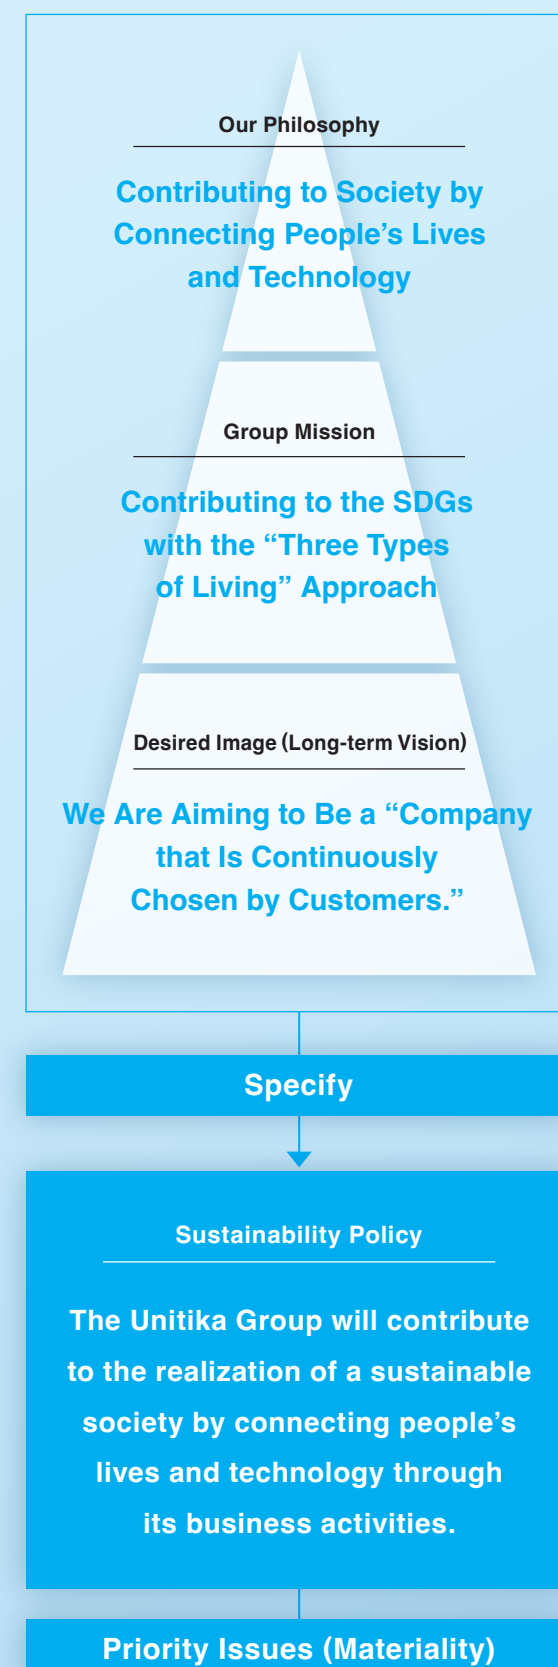 Our Philosophy
Contributing to Society by
Connecting People’s Lives
and Technology
Group Mission
Contributing to the SDGs
with the “Three Types
of Living” Approach
Desired Image (Long-term Vision)
We Are Aiming to Be a “Company
that Is Continuously
Chosen by Customers.”
Specify
Sustainability Policy
The Unitika Group will contribute
to the realization of a sustainable
society by connecting people’s
lives and technology through
its business activities.
Priority Issues (Materiality)